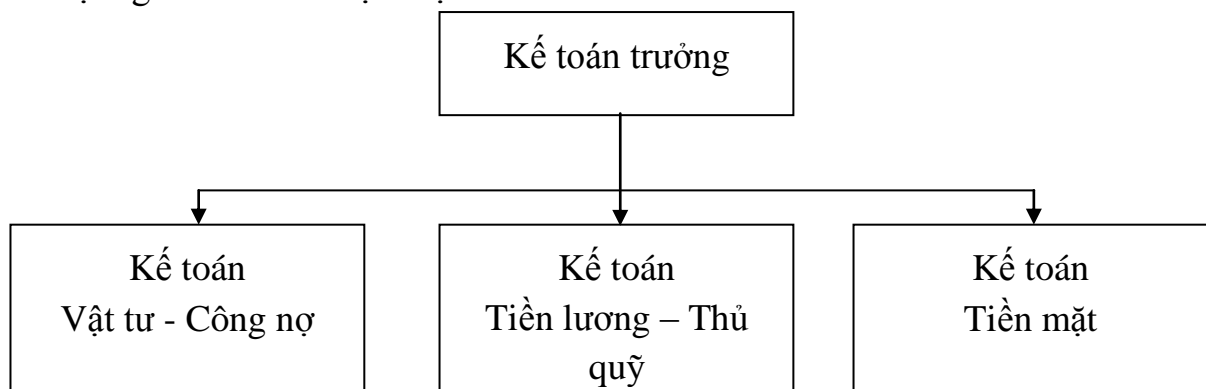 Kế toán trưởng
Kế toán
Vật tư - Công nợ
Kế toán
Tiền lương – Thủ
quỹ
Kế toán
Tiền mặt